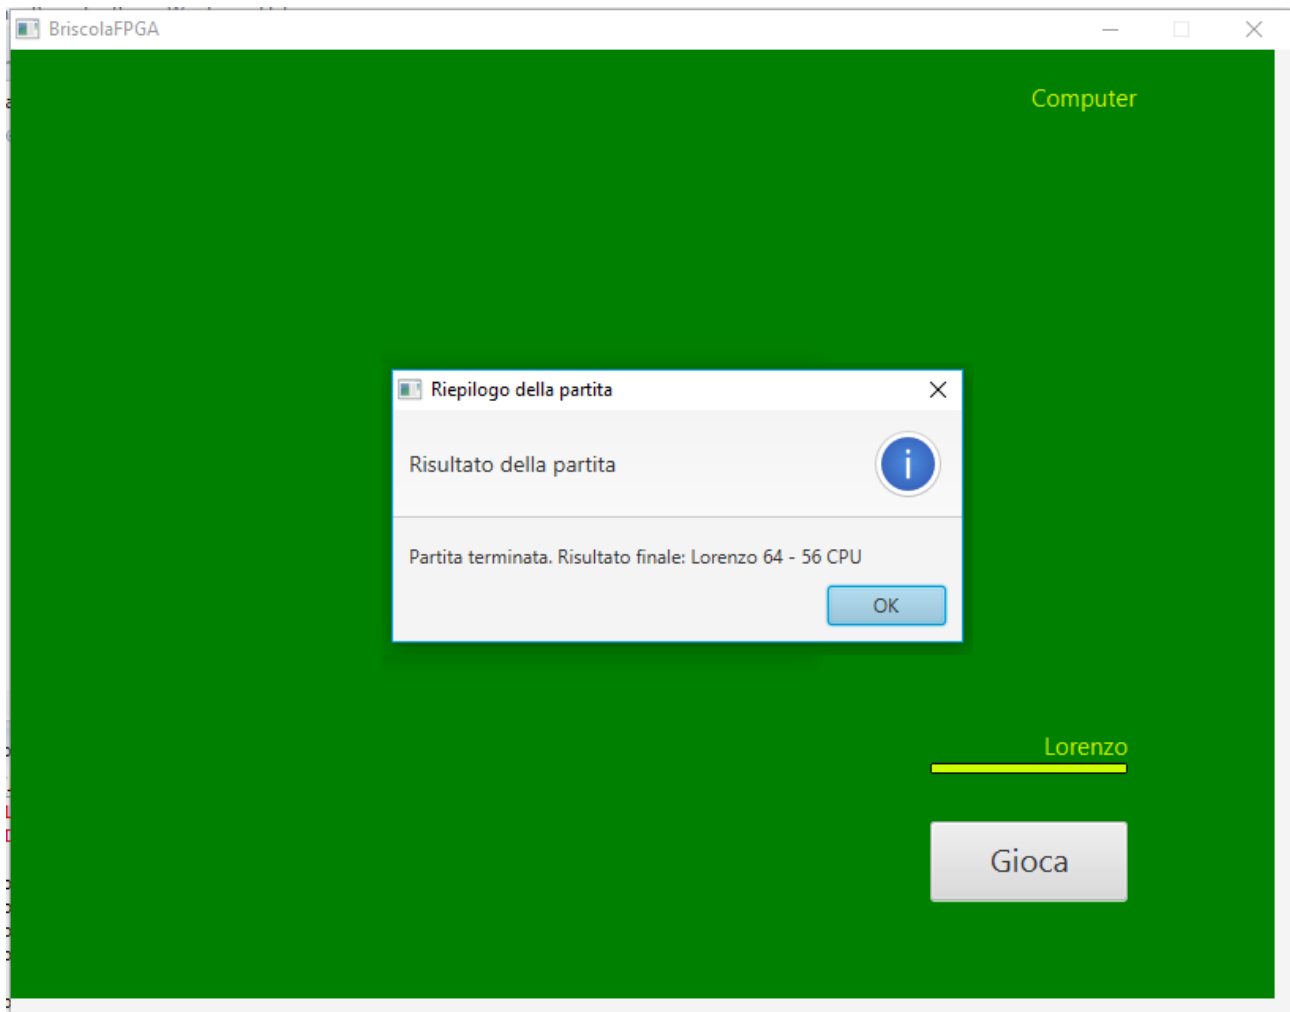 BriscolaFPGA
Computer
Riepilogo della partita
Risultato della partita
Partita terminata. Risultato finale: Lorenzo 64 - 56 CPU
OK
Lorenzo
Gioca